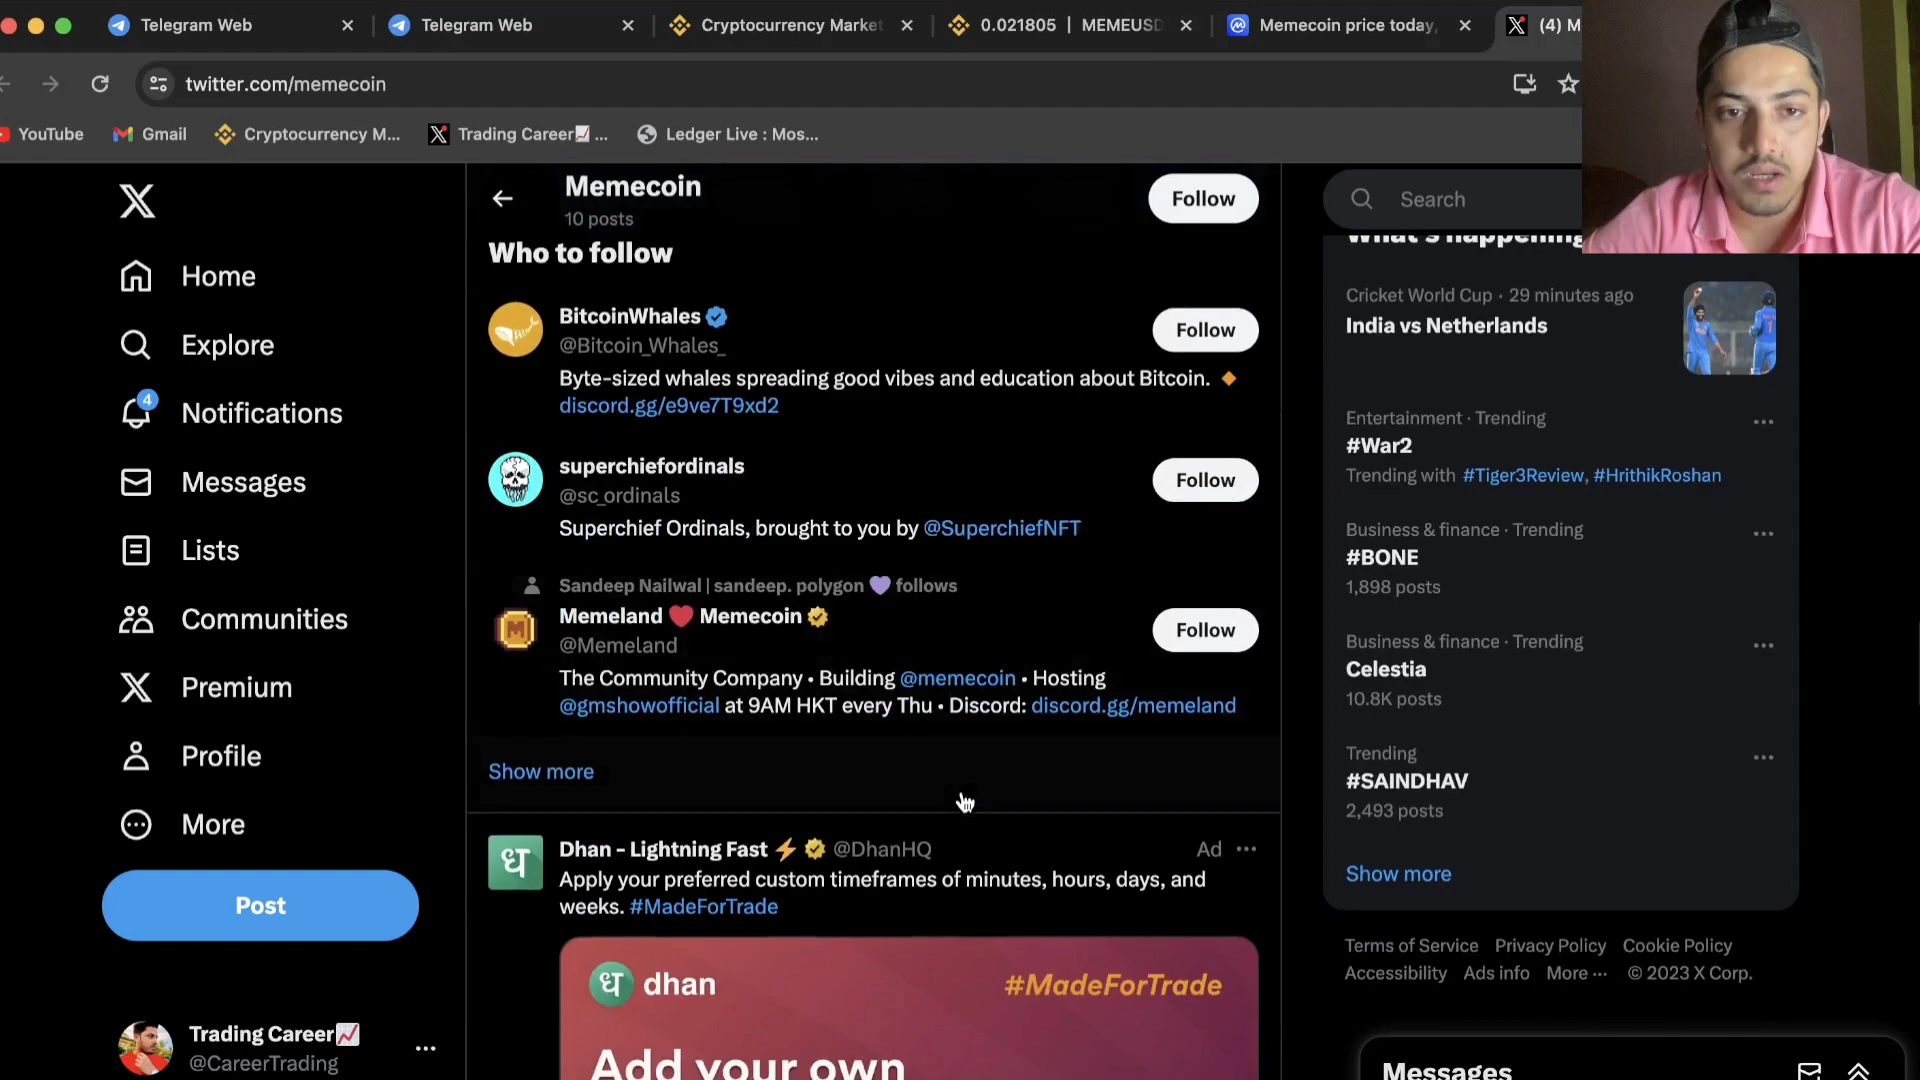 Telegram Web
Telegram Web
Cryptocurrency Market
0.021805 | MEMEUSD
Memecoin price today,
(4) M
twitter.com/memecoin
YouTube
Gmail
Cryptocurrency M...
Trading Career📈 ...
Ledger Live : Mos...
Home
Explore
4
Notifications
Messages
Lists
Communities
Premium
Profile
More
Post
Trading Career📈
@CareerTrading
Memecoin
10 posts
Follow
Who to follow
BitcoinWhales
@Bitcoin_Whales_
Follow
Byte-sized whales spreading good vibes and education about Bitcoin. 🔸
discord.gg/e9ve7T9xd2
superchiefordinals
@sc_ordinals
Follow
Superchief Ordinals, brought to you by @SuperchiefNFT
Sandeep Nailwal | sandeep. polygon 💜 follows
Memeland ❤️ Memecoin
@Memeland
Follow
The Community Company • Building @memecoin • Hosting
@gmshowofficial at 9AM HKT every Thu • Discord: discord.gg/memeland
Show more
ध
Dhan - Lightning Fast ⚡ @DhanHQ
Ad
Apply your preferred custom timeframes of minutes, hours, days, and
weeks. #MadeForTrade
ध dhan
#MadeForTrade
Add your own
Search
What's happening
Cricket World Cup · 29 minutes ago
India vs Netherlands
Entertainment · Trending
#War2
Trending with #Tiger3Review, #HrithikRoshan
Business & finance · Trending
#BONE
1,898 posts
Business & finance · Trending
Celestia
10.8K posts
Trending
#SAINDHAV
2,493 posts
Show more
Terms of Service Privacy Policy Cookie Policy
Accessibility Ads info More ··· © 2023 X Corp.
Messages